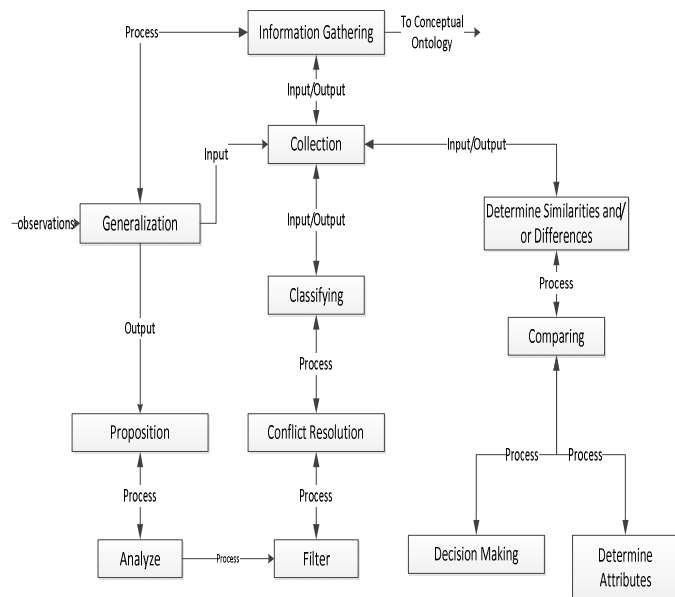 Process
Information Gathering
To Conceptual
Ontology
Input/Output
Collection
Input
Input/Output
observations
Generalization
Input/Output
Determine Similarities and/
or Differences
Classifying
Process
Output
Comparing
Process
Proposition
Conflict Resolution
Process
Process
Process
Process
Analyze
Process
Filter
Decision Making
Determine
Attributes